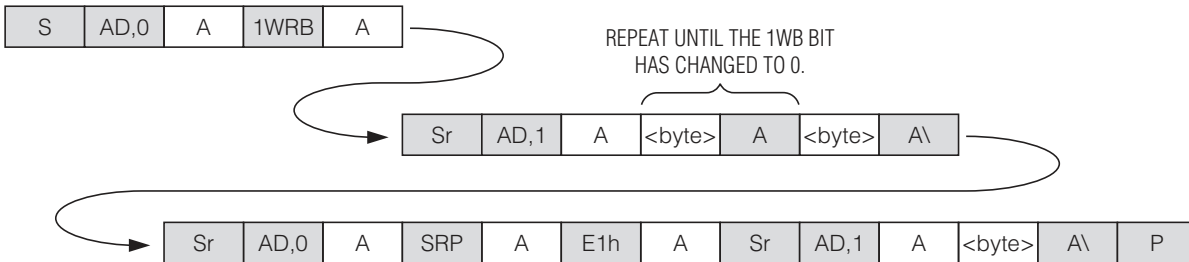 S AD,0 A 1WRB A
REPEAT UNTIL THE 1WB BIT
HAS CHANGED TO 0.
Sr AD,1 A <byte> A <byte> A\
Sr AD,0 A SRP A E1h A Sr AD,1 A <byte> A\ P